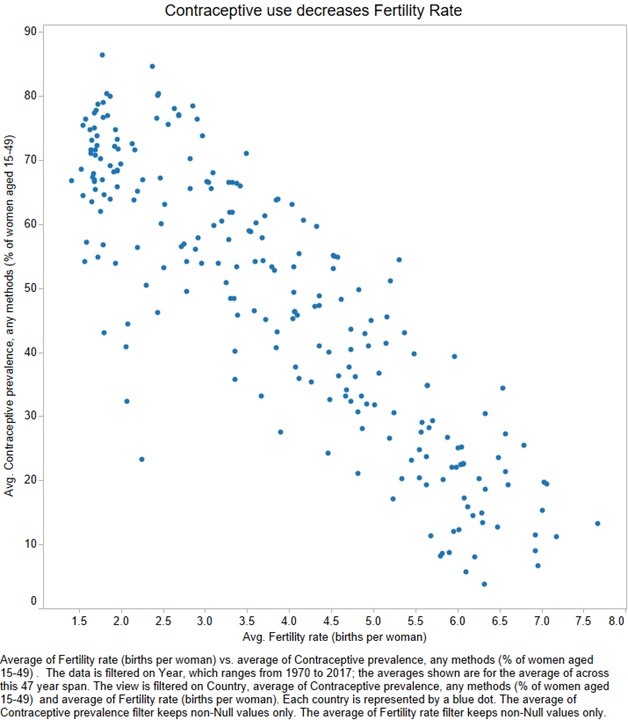 Contraceptive use decreases Fertility Rate
90
80
70
60
50
40
30
20
10
0
Avg. Contraceptive prevalence, any methods (% of women aged 15-49)
1.5 2.0 2.5 3.0 3.5 4.0 4.5 5.0 5.5 6.0 6.5 7.0 7.5 8.0
Avg. Fertility rate (births per woman)
Average of Fertility rate (births per woman) vs. average of Contraceptive prevalence, any methods (% of women aged
15-49) .  The data is filtered on Year, which ranges from 1970 to 2017; the averages shown are for the average of across
this 47 year span. The view is filtered on Country, average of Contraceptive prevalence, any methods (% of women aged
15-49)  and average of Fertility rate (births per woman). Each country is represented by a blue dot. The average of
Contraceptive prevalence filter keeps non-Null values only. The average of Fertility rate filter keeps non-Null values only.